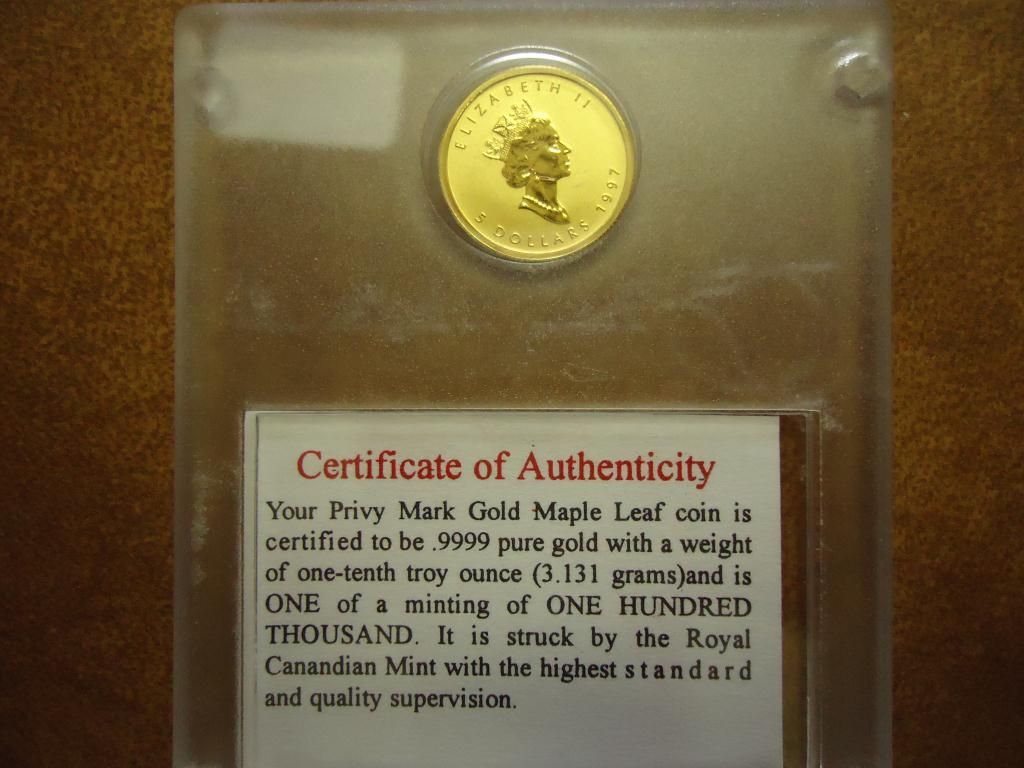 ELIZABETH II
5 DOLLARS 1997
Certificate of Authenticity
Your Privy Mark Gold Maple Leaf coin is
certified to be .9999 pure gold with a weight
of one-tenth troy ounce (3.131 grams)and is
ONE of a minting of ONE HUNDRED
THOUSAND. It is struck by the Royal
Canandian Mint with the highest standard
and quality supervision.